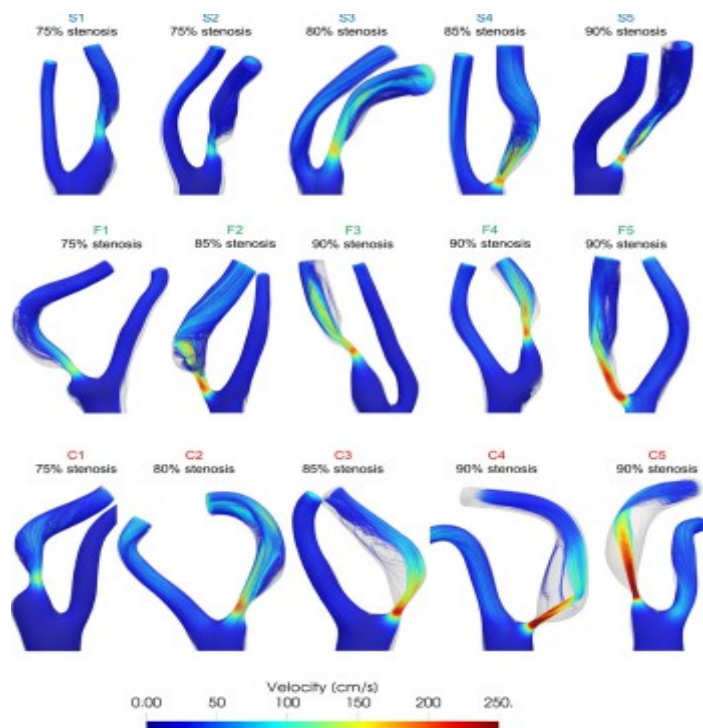 S1 S2 S3 S4 S5
75% stenosis 75% stenosis 80% stenosis 85% stenosis 90% stenosis
F1 F2 F3 F4 F5
75% stenosis 85% stenosis 90% stenosis 90% stenosis 90% stenosis
C1 C2 C3 C4 C5
75% stenosis 80% stenosis 85% stenosis 90% stenosis 90% stenosis
Velocity (cm/s)
0.00 50 100 150 200 250.